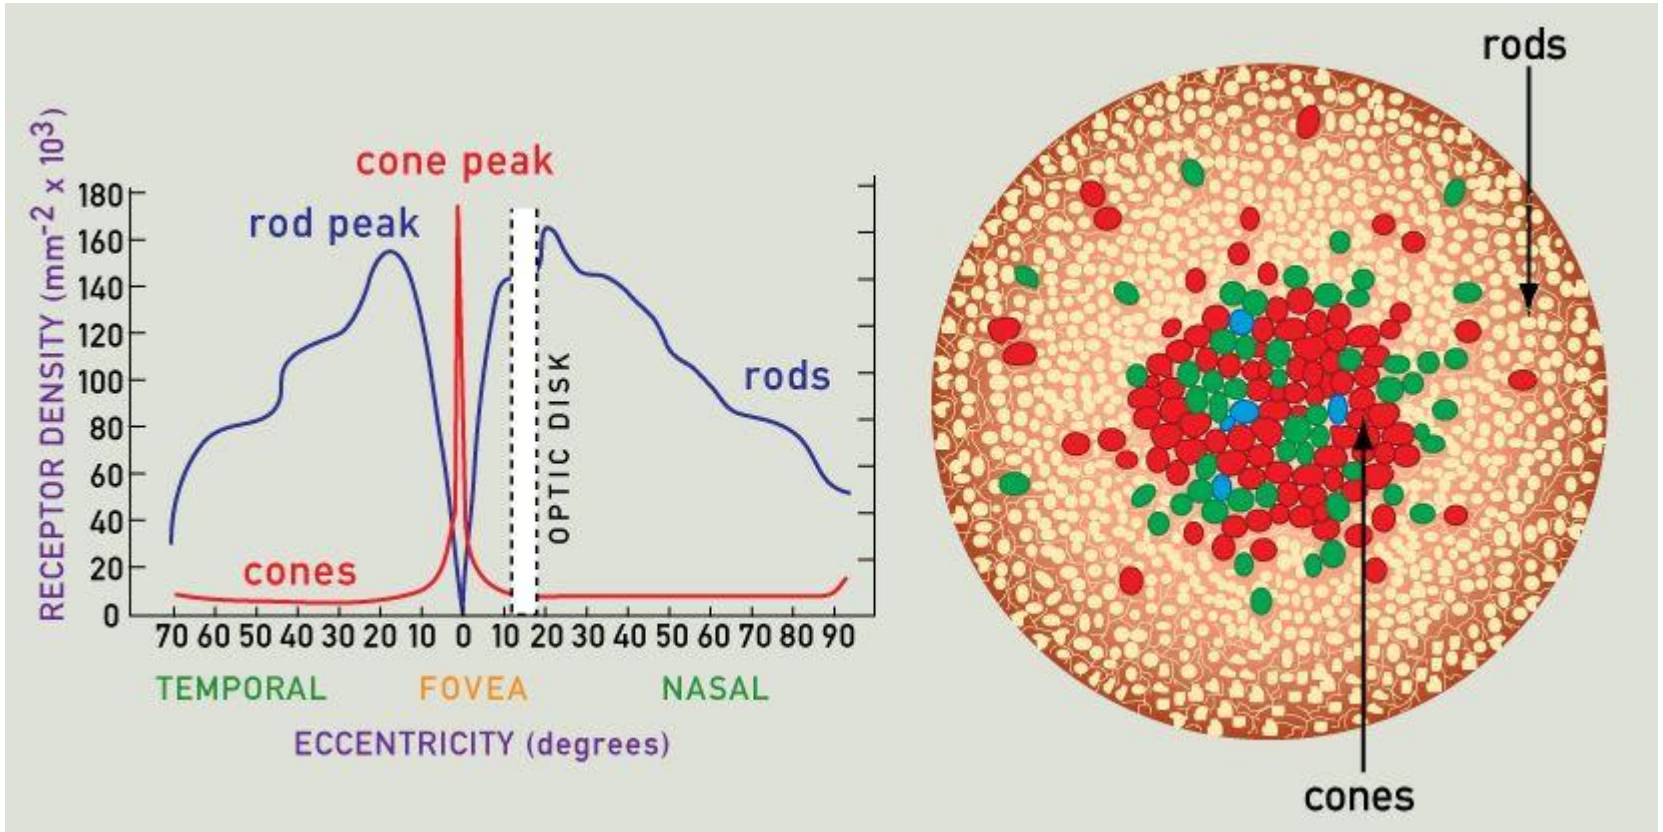 rods
cone peak
rod peak
RECEPTOR DENSITY (mm-2 x 103)
180
160
140
120
100
80
60
40
20
0
rods
OPTIC DISK
cones
70 60 50 40 30 20 10 0 10 20 30 40 50 60 70 80 90
TEMPORAL FOVEA NASAL
ECCENTRICITY (degrees)
cones